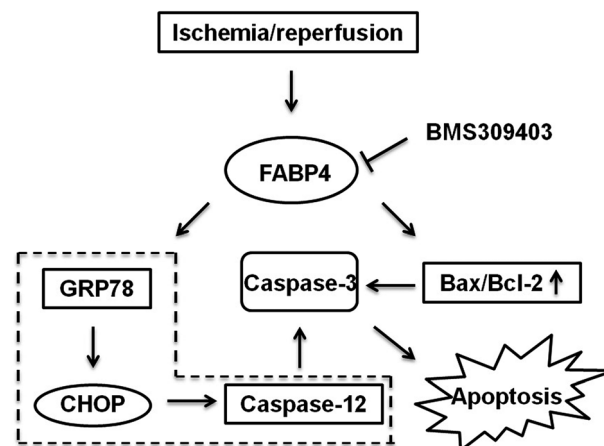 Ischemia/reperfusion
BMS309403
FABP4
GRP78
Caspase-3
Bax/Bcl-2 ↑
CHOP
Caspase-12
Apoptosis